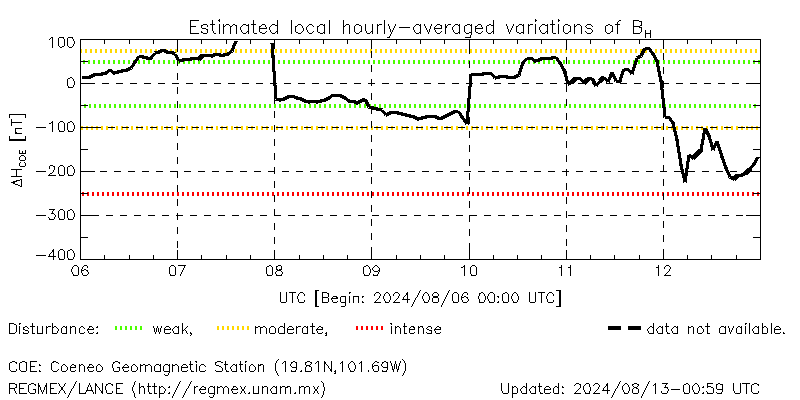 Estimated local hourly-averaged variations of B_H
100
0
-100
-200
-300
-400
ΔH_COE [nT]
06 07 08 09 10 11 12
UTC [Begin: 2024/08/06 00:00 UTC]
Disturbance: weak, moderate, intense data not available.
COE: Coeneo Geomagnetic Station (19.81N,101.69W)
REGMEX/LANCE (http://regmex.unam.mx) Updated: 2024/08/13-00:59 UTC